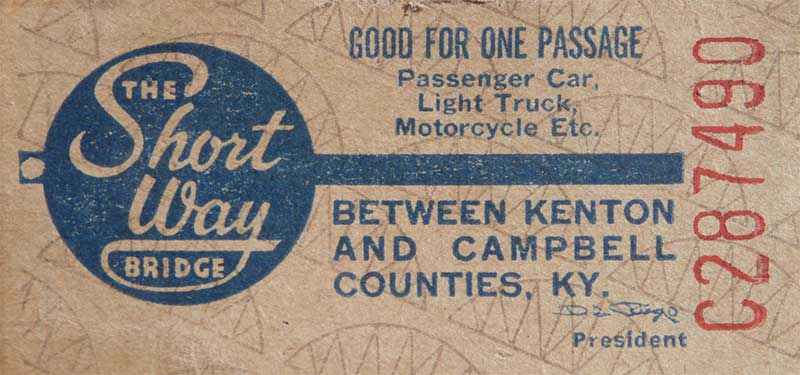 THE
Short
Way
BRIDGE
GOOD FOR ONE PASSAGE
Passenger Car,
Light Truck,
Motorcycle Etc.
BETWEEN KENTON
AND CAMPBELL
COUNTIES, KY.
President
C287490